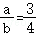 a/b = 3/4